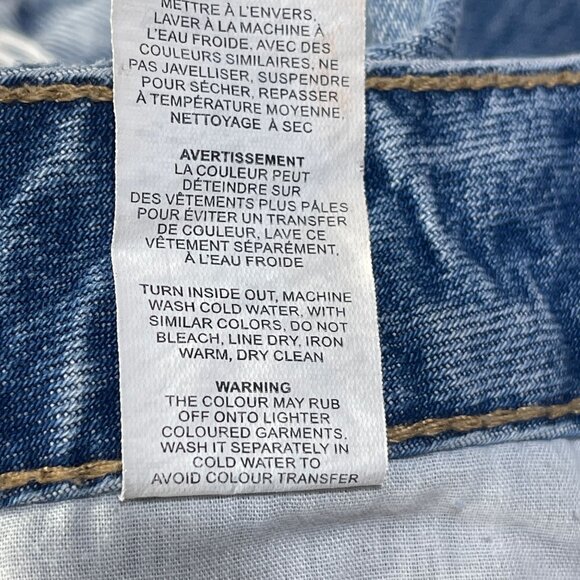 METTRE À L'ENVERS,
LAVER À LA MACHINE À
L'EAU FROIDE, AVEC DES
COULEURS SIMILAIRES, NE
PAS JAVELLISER, SUSPENDRE
POUR SÉCHER, REPASSER
À TEMPÉRATURE MOYENNE,
NETTOYAGE À SEC
AVERTISSEMENT
LA COULEUR PEUT
DÉTEINDRE SUR
DES VÊTEMENTS PLUS PÂLES.
POUR ÉVITER UN TRANSFER
DE COULEUR, LAVE CE
VÊTEMENT SÉPARÉMENT,
À L'EAU FROIDE
TURN INSIDE OUT, MACHINE
WASH COLD WATER, WITH
SIMILAR COLORS, DO NOT
BLEACH, LINE DRY, IRON
WARM, DRY CLEAN
WARNING
THE COLOUR MAY RUB
OFF ONTO LIGHTER
COLOURED GARMENTS.
WASH IT SEPARATELY IN
COLD WATER TO
AVOID COLOUR TRANSFER